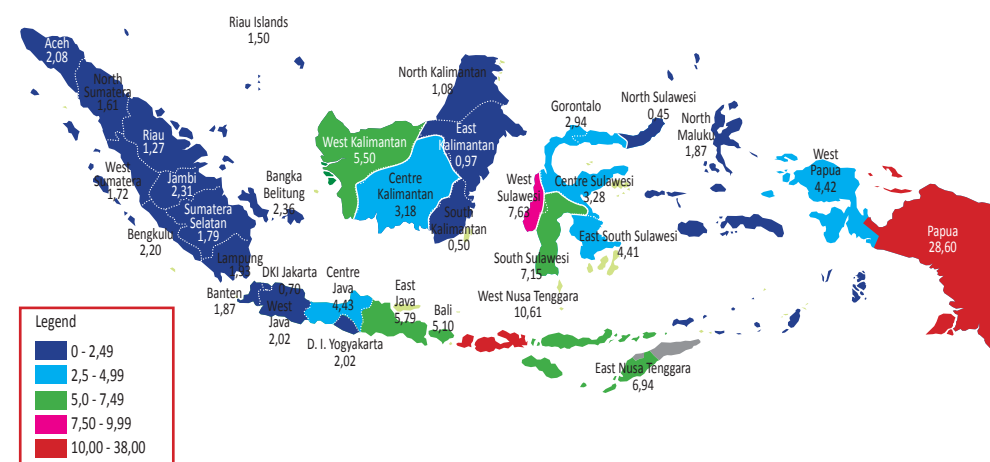 Riau Islands
1,50
Aceh
2,08
North
Sumatera
1,61
Riau
1,27
West
Sumatera
1,72
Jambi
2,31
Sumatera
Selatan
1,79
Bengkulu
2,20
Bangka
Belitung
2,36
Lampung
North Kalimantan
1,08
West Kalimantan
5,50
East
Kalimantan
0,97
Centre
Kalimantan
3,18
South
Kalimantan
0,50
Gorontalo
2,94
North Sulawesi
0,45
North
Maluku
1,87
West
Sulawesi
7,63
Centre Sulawesi
3,28
East South Sulawesi
4,41
South Sulawesi
7,15
West
Papua
4,42
Papua
28,60
Banten
1,87
DKI Jakarta
0,70
West
Java
2,02
Centre
Java
4,43
D. I. Yogyakarta
2,02
East
Java
5,79
Bali
5,10
West Nusa Tenggara
10,61
East Nusa Tenggara
6,94
Legend
0 - 2,49
2,5 - 4,99
5,0 - 7,49
7,50 - 9,99
10,00 - 38,00